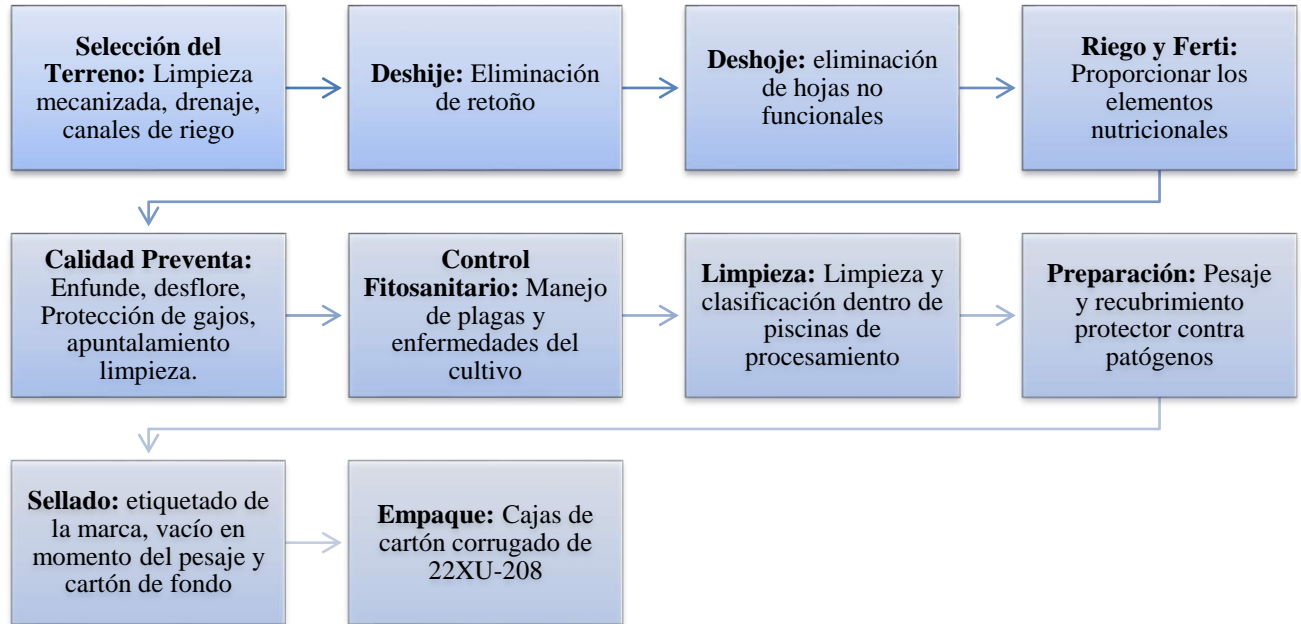 Selección del
Terreno: Limpieza
mecanizada, drenaje,
canales de riego
Deshije: Eliminación
de retoño
Deshoje: eliminación
de hojas no
funcionales
Riego y Ferti:
Proporcionar los
elementos
nutricionales
Calidad Preventa:
Enfunde, desflore,
Protección de gajos,
apuntalamiento
limpieza.
Control
Fitosanitario: Manejo
de plagas y
enfermedades del
cultivo
Limpieza: Limpieza y
clasificación dentro de
piscinas de
procesamiento
Preparación: Pesaje
y recubrimiento
protector contra
patógenos
Sellado: etiquetado de
la marca, vacío en
momento del pesaje y
cartón de fondo
Empaque: Cajas de
cartón corrugado de
22XU-208